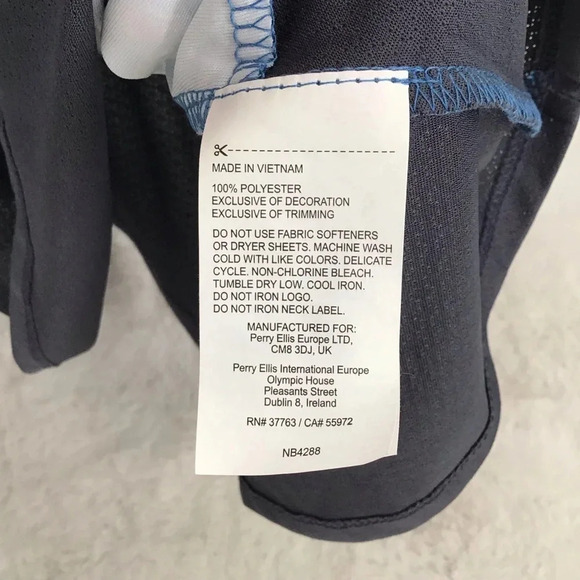 MADE IN VIETNAM
100% POLYESTER
EXCLUSIVE OF DECORATION
EXCLUSIVE OF TRIMMING
DO NOT USE FABRIC SOFTENERS
OR DRYER SHEETS. MACHINE WASH
COLD WITH LIKE COLORS. DELICATE
CYCLE. NON-CHLORINE BLEACH.
TUMBLE DRY LOW. COOL IRON.
DO NOT IRON LOGO.
DO NOT IRON NECK LABEL.
MANUFACTURED FOR:
Perry Ellis Europe LTD,
CM8 3DJ, UK
Perry Ellis International Europe
Olympic House
Pleasants Street
Dublin 8, Ireland
RN# 37763 / CA# 55972
NB4288